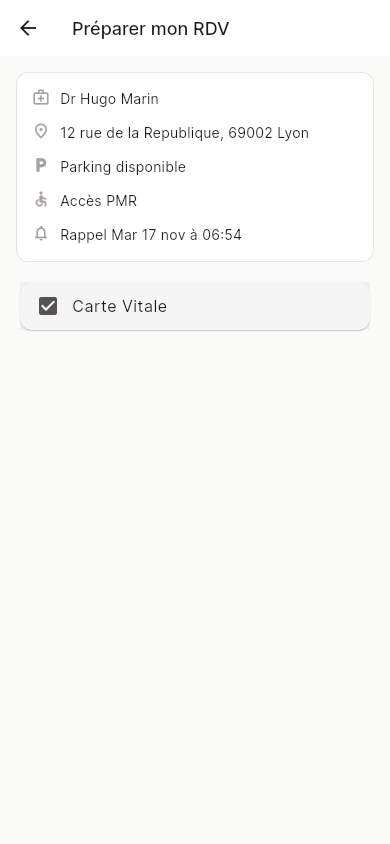 Préparer mon RDV
Dr Hugo Marin
12 rue de la Republique, 69002 Lyon
Parking disponible
Accès PMR
Rappel Mar 17 nov à 06:54
Carte Vitale